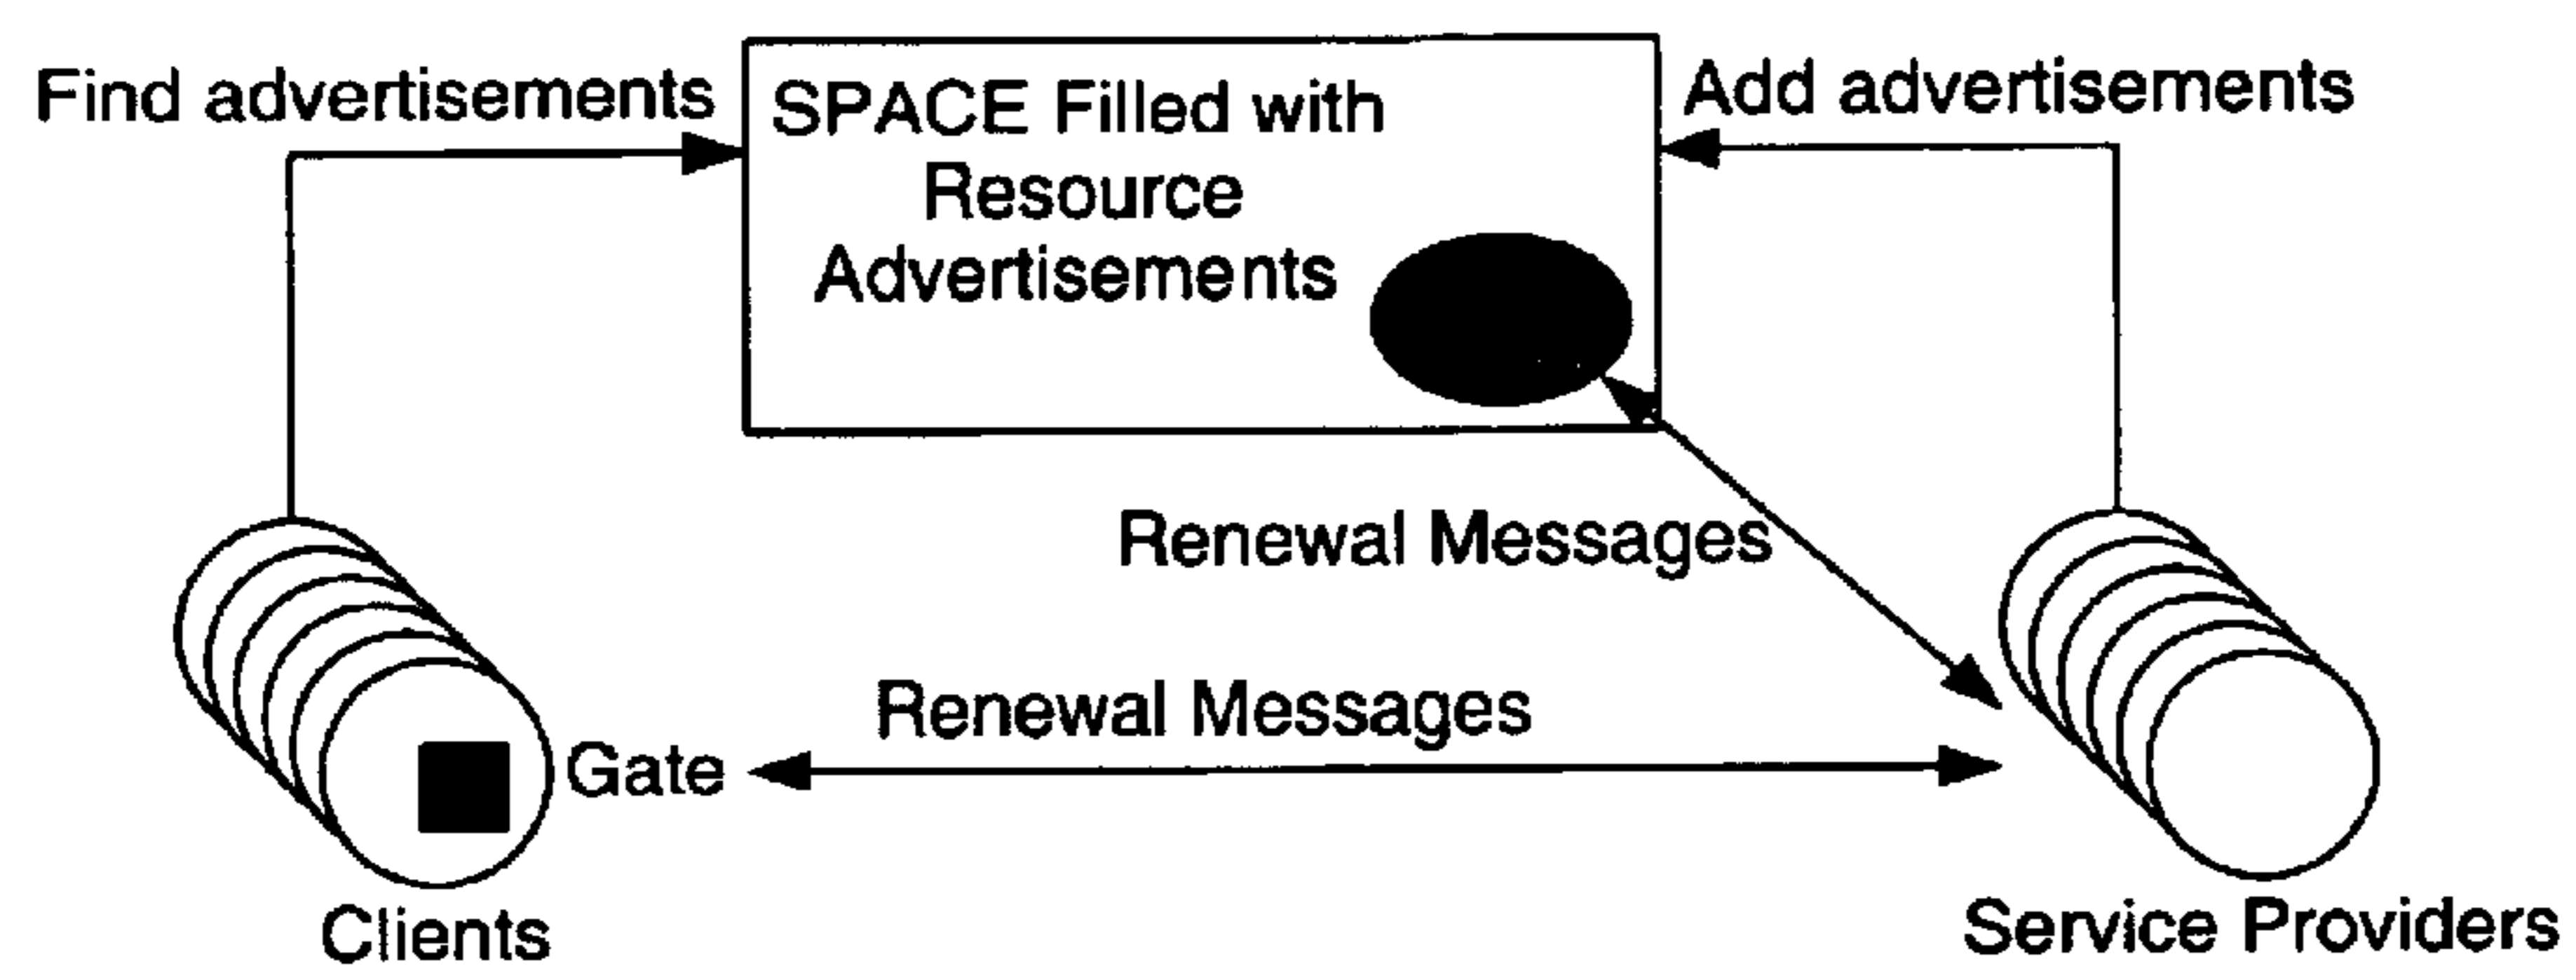 Find advertisements
SPACE Filled with
Resource
Advertisements
Add advertisements
Renewal Messages
Renewal Messages
Gate
Clients
Service Providers